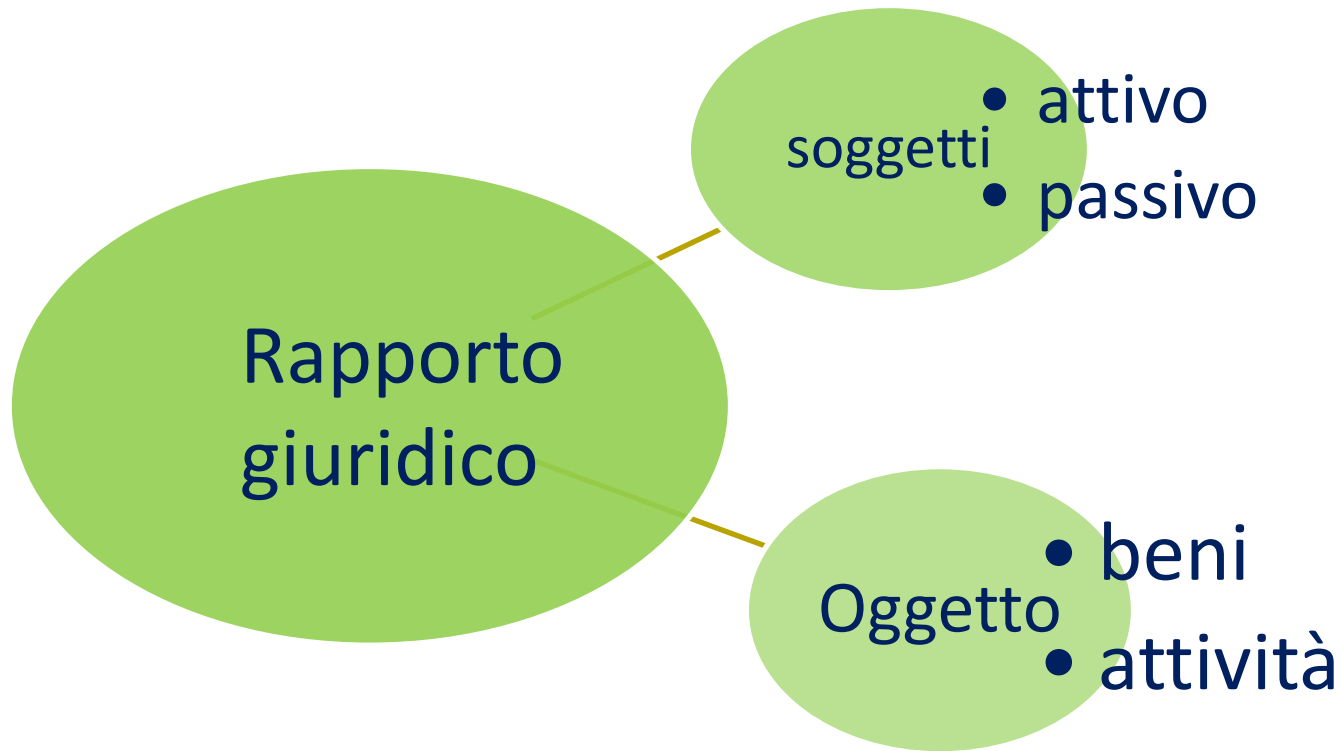 Rapporto
giuridico
soggetti
• attivo
• passivo
Oggetto
• beni
• attività